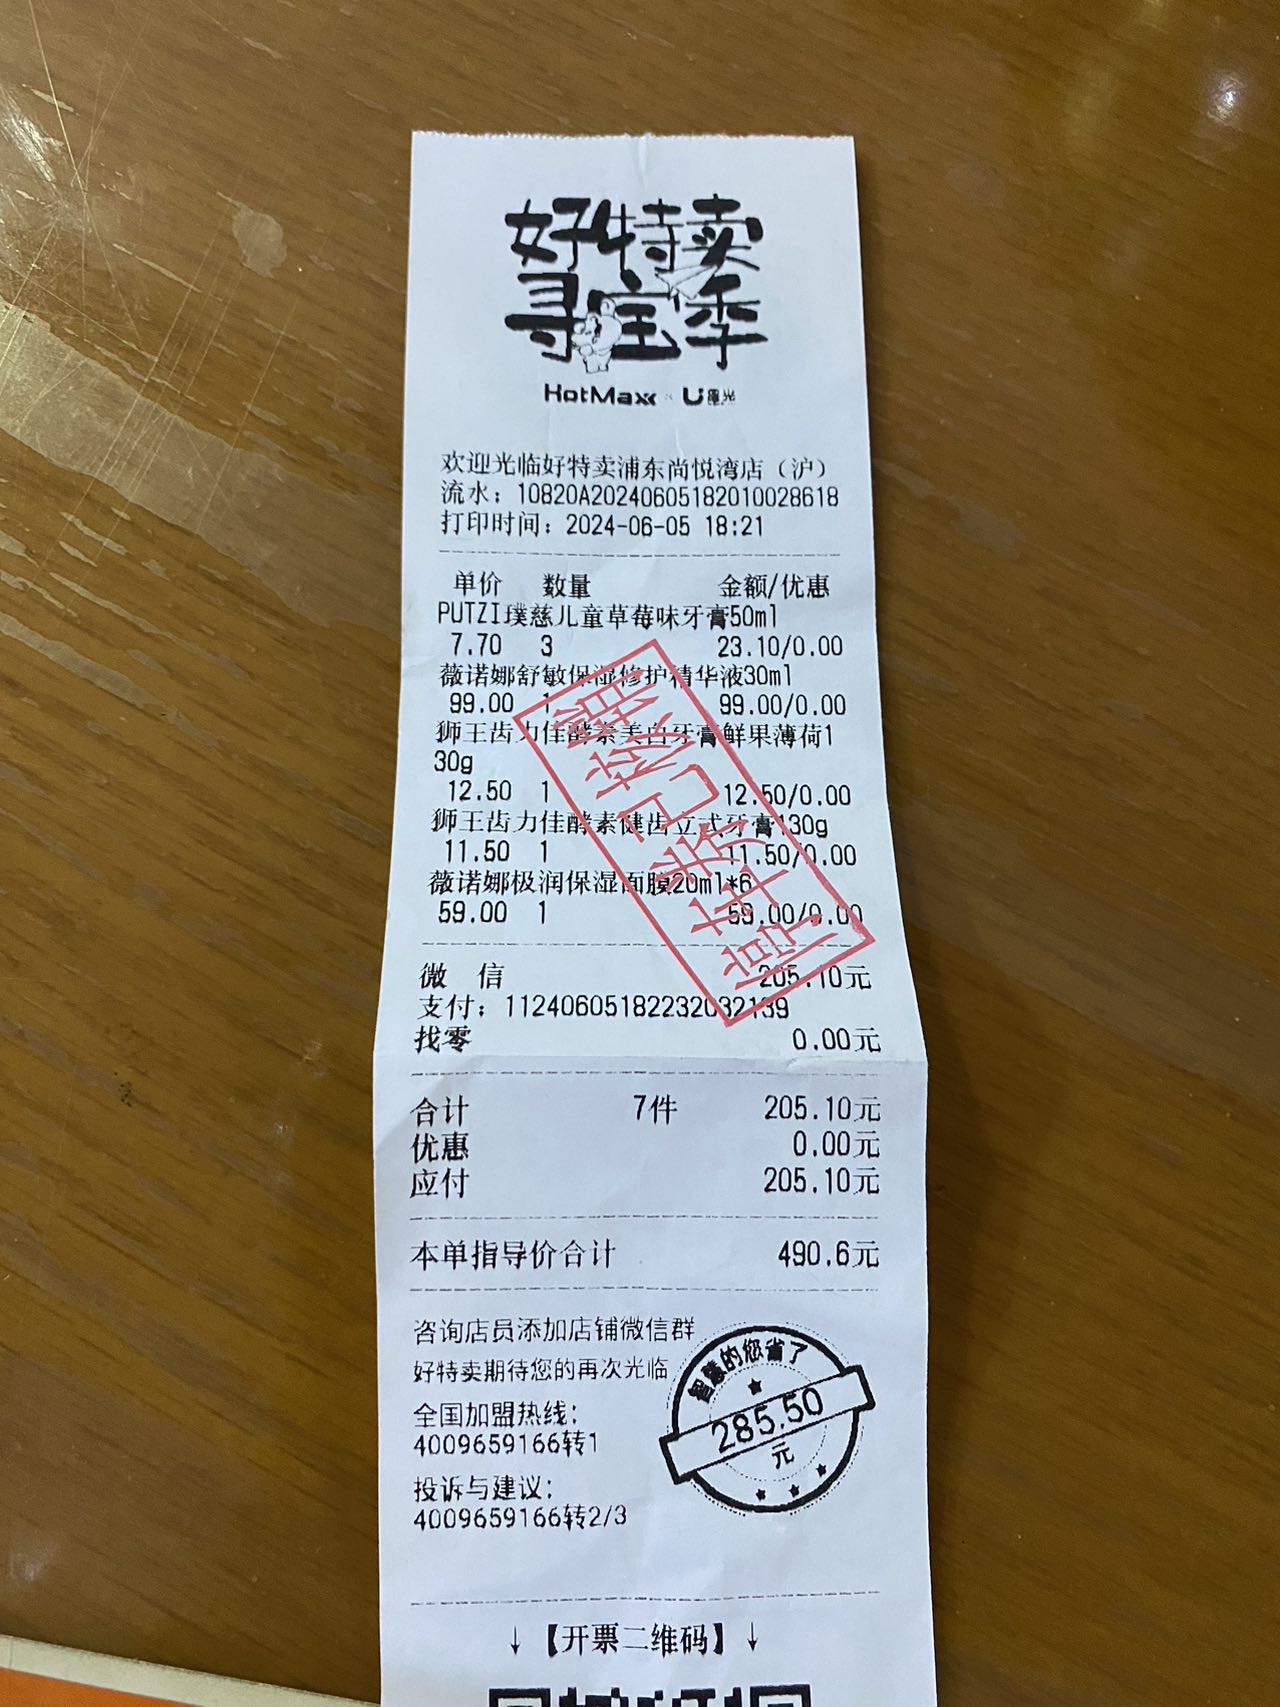 好特卖
寻宝季
HotMaxx × U
欢迎光临好特卖浦东尚悦湾店（沪）
流水：10820A20240605182010028618
打印时间：2024-06-05 18:21
单价 数量 金额/优惠
PUTZI璞慈儿童草莓味牙膏50ml
7.70 3 23.10/0.00
薇诺娜舒敏保湿修护精华液30ml
99.00 1 99.00/0.00
狮王齿力佳酵素美白牙膏鲜果薄荷1
30g
12.50 1 12.50/0.00
狮王齿力佳酵素健齿立式牙膏130g
11.50 1 11.50/0.00
薇诺娜极润保湿面膜20ml*6
59.00 1 59.00/0.00
微 信 205.10元
支付：11240605182232032139
找零 0.00元
合计 7件 205.10元
优惠 0.00元
应付 205.10元
本单指导价合计 490.6元
咨询店员添加店铺微信群
好特卖期待您的再次光临
全国加盟热线：
4009659166转1
投诉与建议：
4009659166转2/3
智慧的您省了
285.50
元
↓【开票二维码】↓